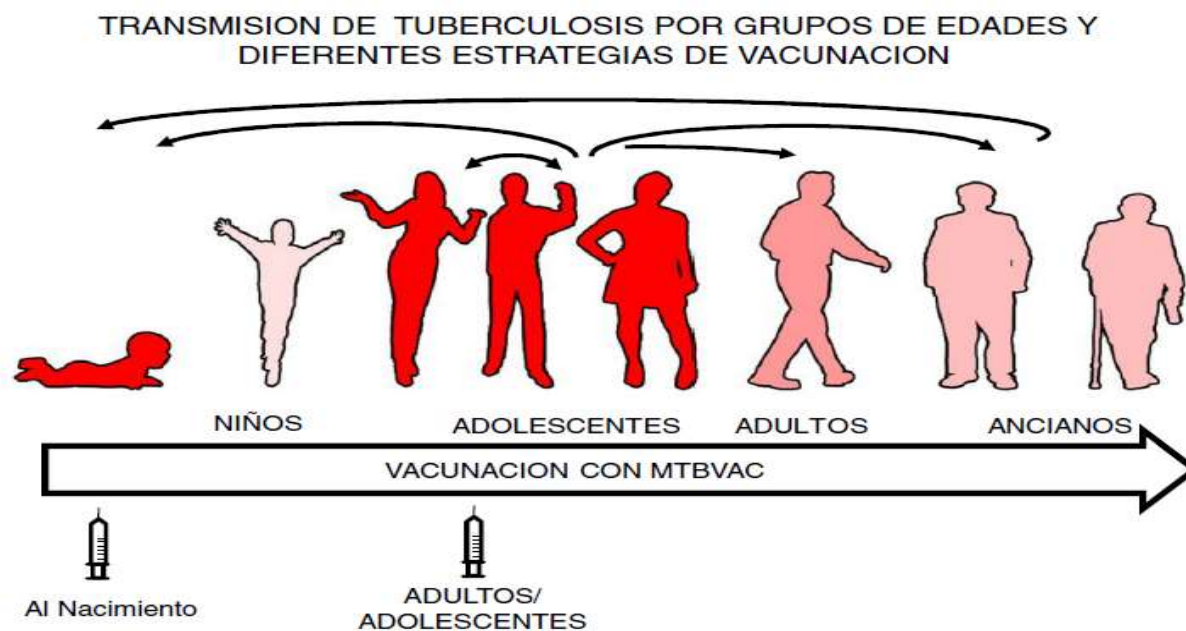 TRANSMISION DE TUBERCULOSIS POR GRUPOS DE EDADES Y
DIFERENTES ESTRATEGIAS DE VACUNACION
NIÑOS
ADOLESCENTES
ADULTOS
ANCIANOS
VACUNACION CON MTBVAC
Al Nacimiento
ADULTOS/
ADOLESCENTES